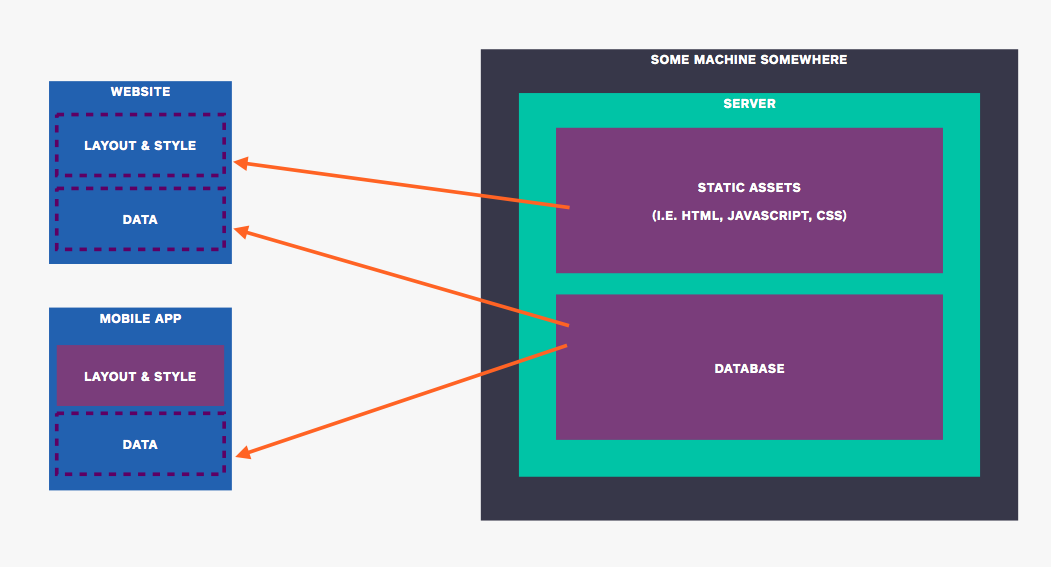 WEBSITE
LAYOUT & STYLE
DATA
MOBILE APP
LAYOUT & STYLE
DATA
SOME MACHINE SOMEWHERE
SERVER
STATIC ASSETS
(I.E. HTML, JAVASCRIPT, CSS)
DATABASE